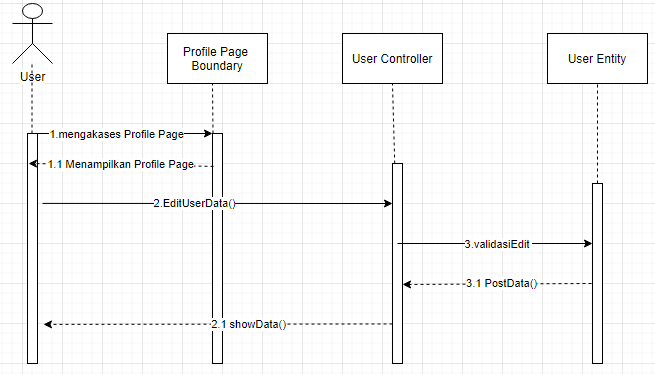 User
Profile Page
Boundary
User Controller
User Entity
1.mengakases Profile Page
1.1 Menampilkan Profile Page
2.EditUserData()
3.validasiEdit
3.1 PostData()
2.1 showData()